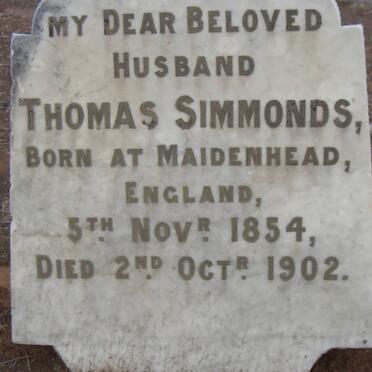 MY DEAR BELOVED
HUSBAND
THOMAS SIMMONDS,
BORN AT MAIDENHEAD,
ENGLAND,
5TH NOVR 1854,
DIED 2ND OCTR 1902.